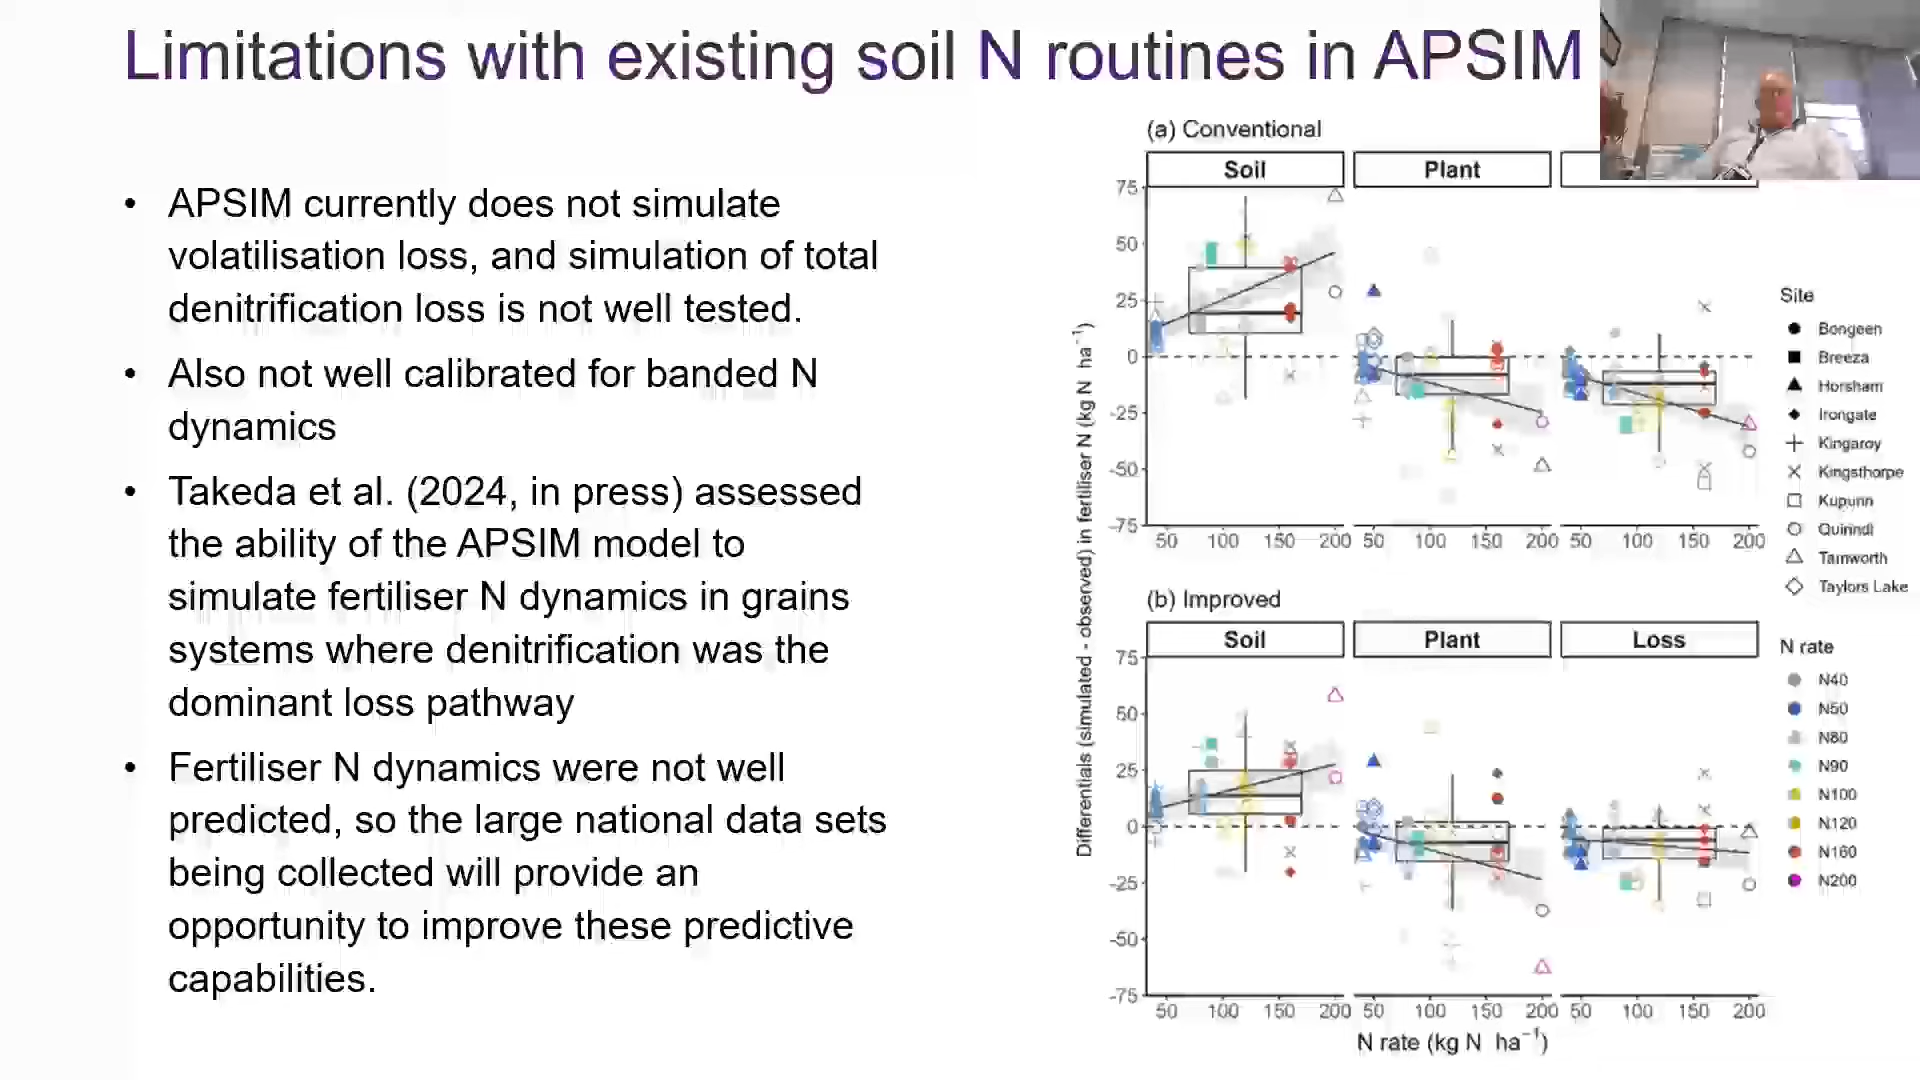 Limitations with existing soil N routines in APSIM
• APSIM currently does not simulate
volatilisation loss, and simulation of total
denitrification loss is not well tested.
• Also not well calibrated for banded N
dynamics
• Takeda et al. (2024, in press) assessed
the ability of the APSIM model to
simulate fertiliser N dynamics in grains
systems where denitrification was the
dominant loss pathway
• Fertiliser N dynamics were not well
predicted, so the large national data sets
being collected will provide an
opportunity to improve these predictive
capabilities.
Differentials (simulated - observed) in fertiliser N (kg N ha⁻¹)
(a) Conventional
Soil Plant
75
50
25
0
-25
-50
-75
50 100 150 200 50 100 150 200 50 100 150 200
(b) Improved
Soil Plant Loss
75
50
25
0
-25
-50
-75
50 100 150 200 50 100 150 200 50 100 150 200
N rate (kg N ha⁻¹)
Site
Bongeen
Breeza
Horsham
Irongate
Kingaroy
Kingsthorpe
Kupunn
Quirindi
Tamworth
Taylors Lake
N rate
N40
N50
N80
N90
N100
N120
N160
N200